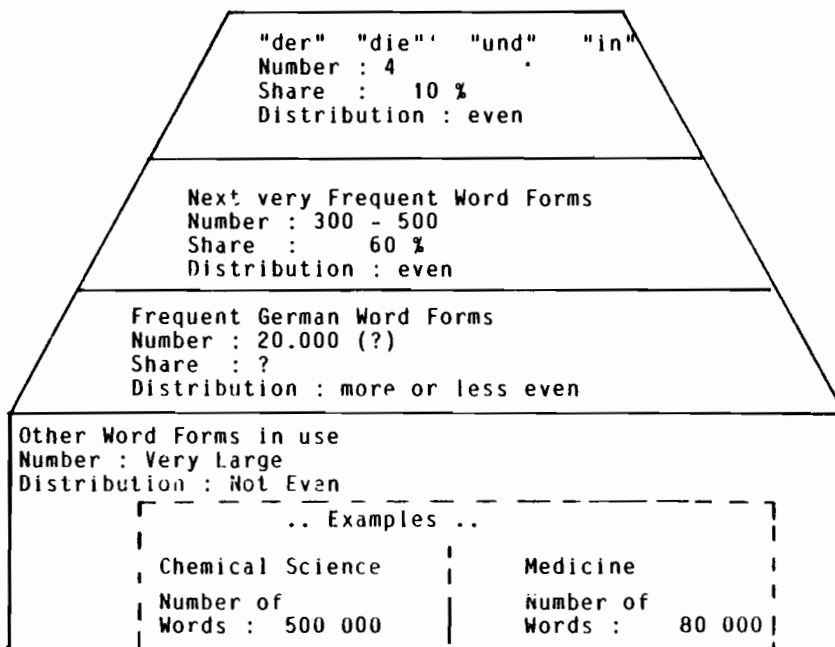 "der" "die" "und" "in"
Number : 4
Share : 10 %
Distribution : even
Next very Frequent Word Forms
Number : 300 - 500
Share : 60 %
Distribution : even
Frequent German Word Forms
Number : 20.000 (?)
Share : ?
Distribution : more or less even
Other Word Forms in use
Number : Very Large
Distribution : Not Even
.. Examples ..
Chemical Science Medicine
Number of Number of
Words : 500 000 Words : 80 000